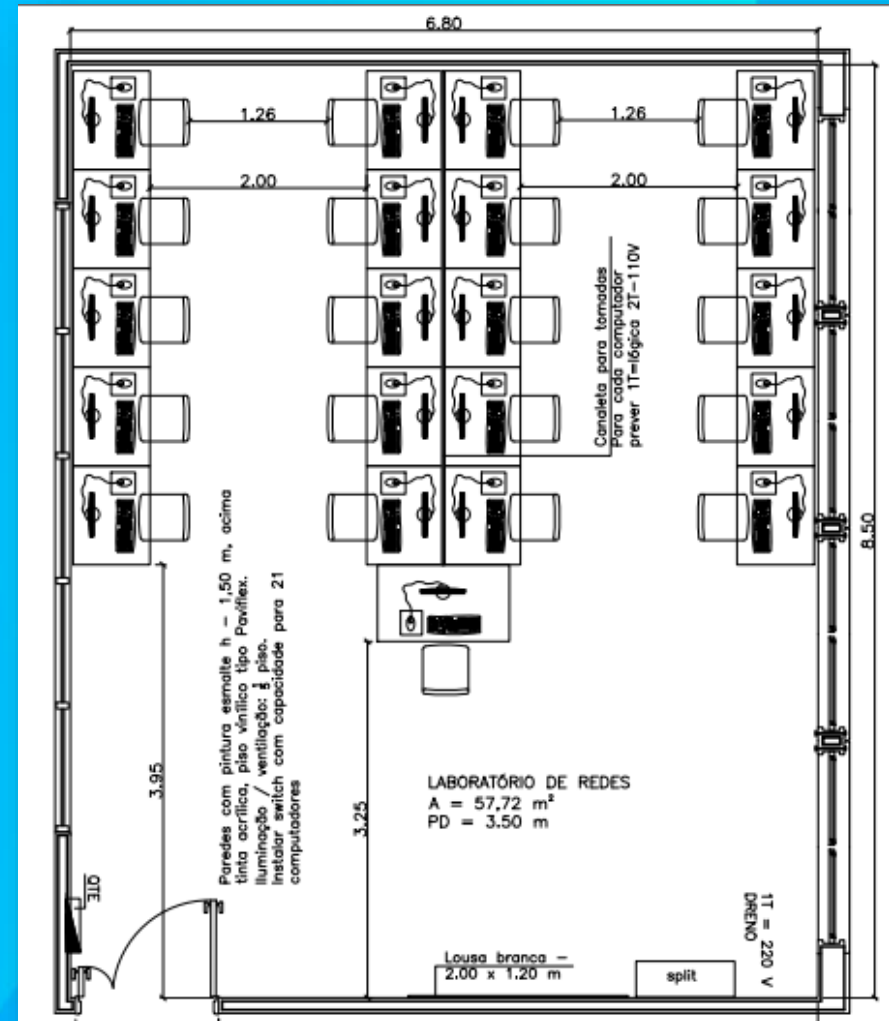 6.80
1.26
1.26
2.00
2.00
Canaleta para tomadas
Para cada computador
prever 1T=lógica 2T-110V
8.50
Paredes com pintura esmalte h - 1,50 m, acima
tinta acrílica, piso vinílico tipo Paviflex.
Iluminação / ventilação: piso.
Instalar switch com capacidade para 21
computadores
3.95
3.25
LABORATÓRIO DE REDES
A = 57,72 m²
PD = 3.50 m
QTE
1T = 220 V
DRENO
Lousa branca -
2.00 x 1.20 m
split